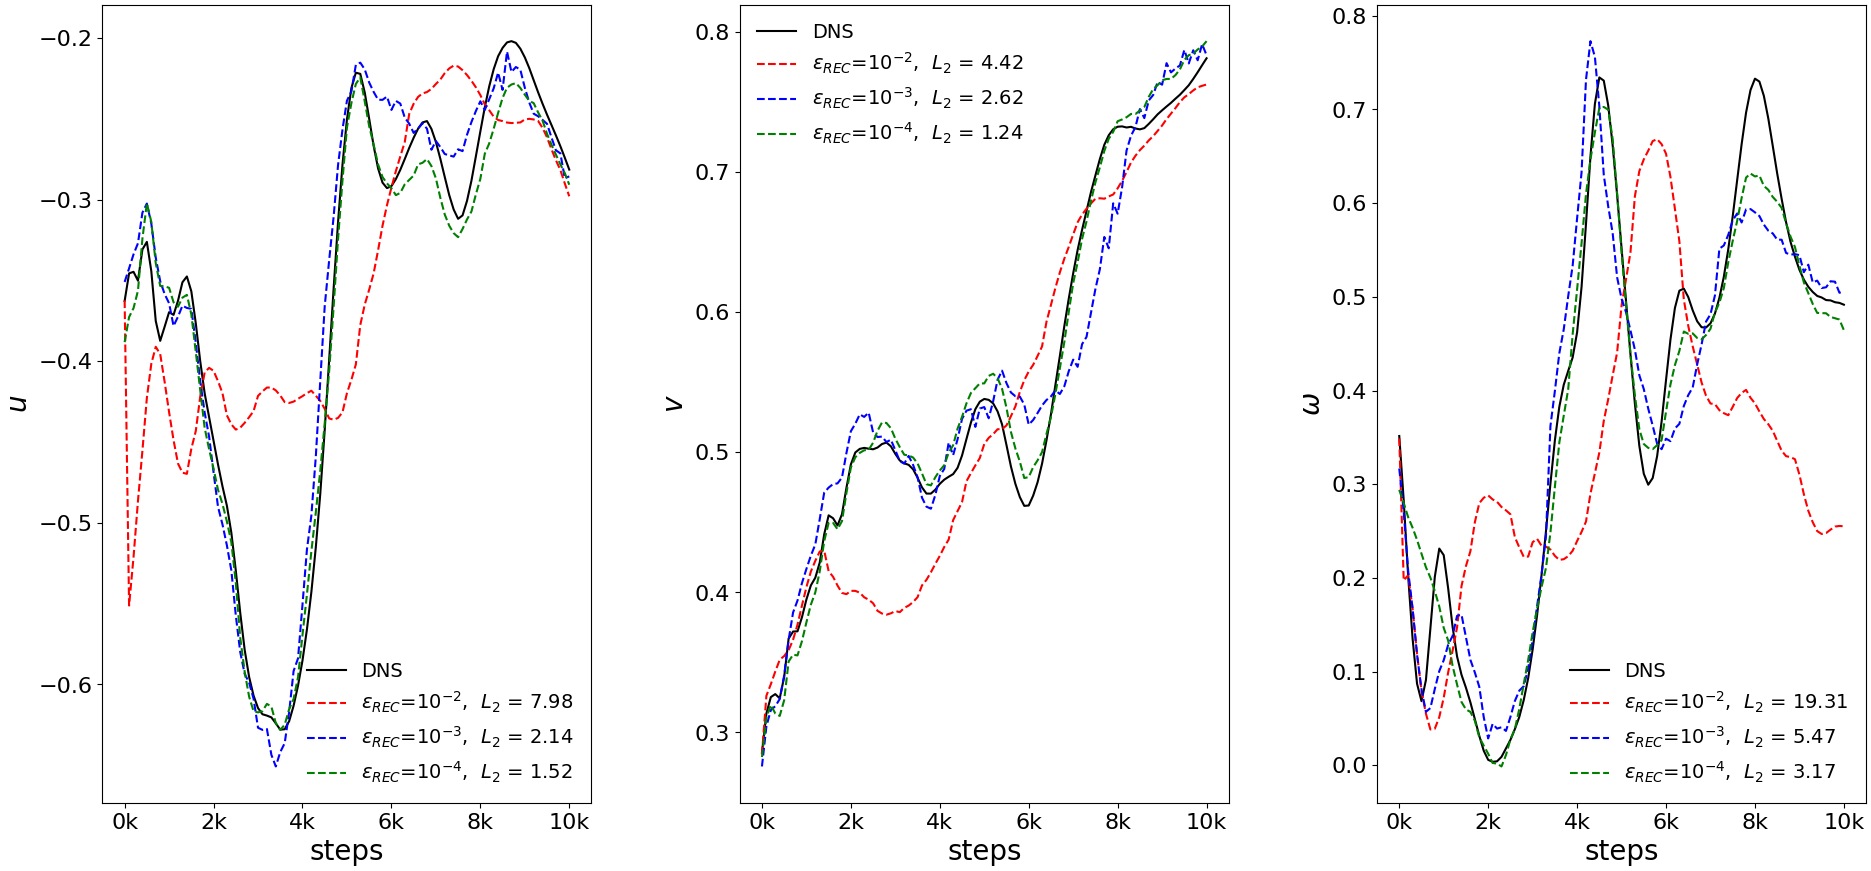 −0.2
−0.3
−0.4
−0.5
−0.6
u
0k 2k 4k 6k 8k 10k
steps
DNS
ε_REC=10⁻², L₂ = 7.98
ε_REC=10⁻³, L₂ = 2.14
ε_REC=10⁻⁴, L₂ = 1.52
0.8
0.7
0.6
0.5
0.4
0.3
v
0k 2k 4k 6k 8k 10k
steps
DNS
ε_REC=10⁻², L₂ = 4.42
ε_REC=10⁻³, L₂ = 2.62
ε_REC=10⁻⁴, L₂ = 1.24
0.8
0.7
0.6
0.5
0.4
0.3
0.2
0.1
0.0
ω
0k 2k 4k 6k 8k 10k
steps
DNS
ε_REC=10⁻², L₂ = 19.31
ε_REC=10⁻³, L₂ = 5.47
ε_REC=10⁻⁴, L₂ = 3.17